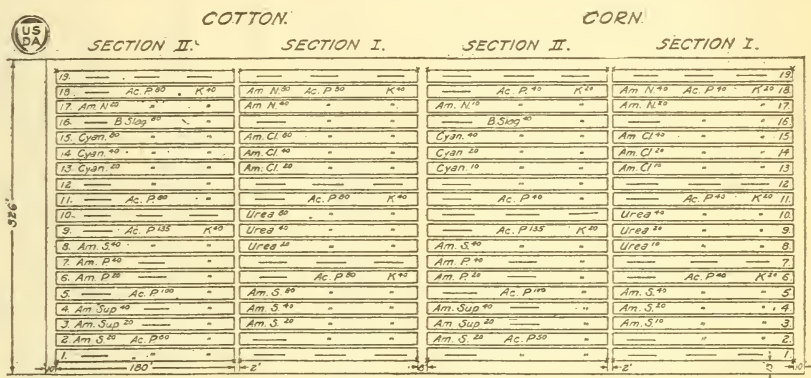 US DA
COTTON. CORN.
SECTION II. SECTION I. SECTION II. SECTION I.
19. — — — — — — — — — — — — 19.
18. — Ac. P 80 K 40 Am N. 80 Ac. P 80 K 40 — Ac. P. 40 K 20 Am N. 40 Ac. P 40 K 20 18.
17. Am. N 20 " " Am N. 40 " " Am. N. 10 " " Am. N. 20 " " 17.
16. — B Slag 80 " — " " — B Slag 40 " — " " 16
15. Cyan. 80 " " Am. Cl. 80 " " Cyan. 40 " " Am Cl 40 " " 15
14 Cyan. 40 " " Am. Cl 40 " " Cyan 20 " " Am Cl 20 " " 14
13 Cyan. 20 " " Am. Cl. 20 " " Cyan. 10 " " Am. Cl 10 " " 13
12 — — — — — — — — — — — — 12
11. — Ac. P 80 " — Ac. P 80 K 40 — Ac. P 40 " — Ac. P 40 K 20 11.
10. — — — Urea 80 " " — — — Urea 40 " " 10.
9. — Ac. P 135 K 40 Urea 40 " " — Ac. P 135 K 20 Urea 20 " " 9.
8. Am. S. 40 " " Urea 20 " " Am. S. " " Urea 10 " " 8
7. Am. P 40 — " — — — Am. P. 40 — " — — — 7.
6. Am. P 20 — " — Ac. P 80 K 40 Am. P. 20 — " — Ac. P 40 K 20 6
5. — Ac. P 100 " Am. S. 80 " " — Ac. P 100 " Am. S. 40 " " 5
4. Am. Sup 40 — " Am. S. 40 " " Am. Sup 40 — " Am. S. 20 " " 4
3. Am. Sup 20 — " Am. S. 20 " " Am Sup 20 — " Am. S. 10 " " 3
2. Am. S. 20 Ac. P " — — — Am. S. 20 Ac. P 50 " — — — 2.
1. — " " — — — — — — — — — 1.
926'
180' 2' 2'